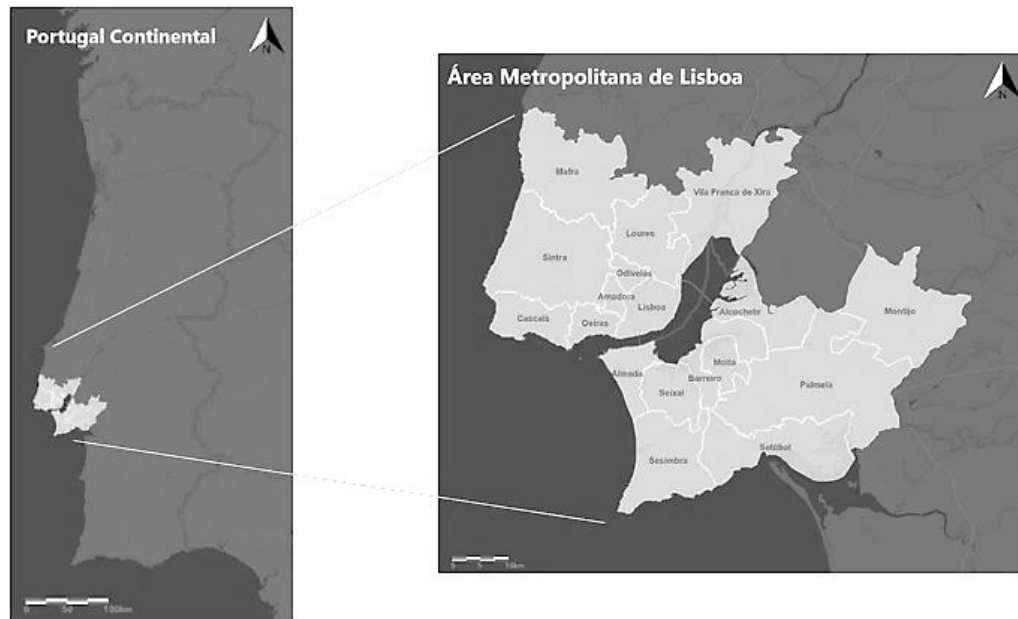 Portugal Continental
N
0 50 100km
Área Metropolitana de Lisboa
N
Mafra
Vila Franca de Xira
Loures
Sintra
Odivelas
Amadora
Lisboa
Cascais
Oeiras
Alcochete
Montijo
Almada
Barreiro
Moita
Palmela
Seixal
Sesimbra
Setúbal
0 5 10km